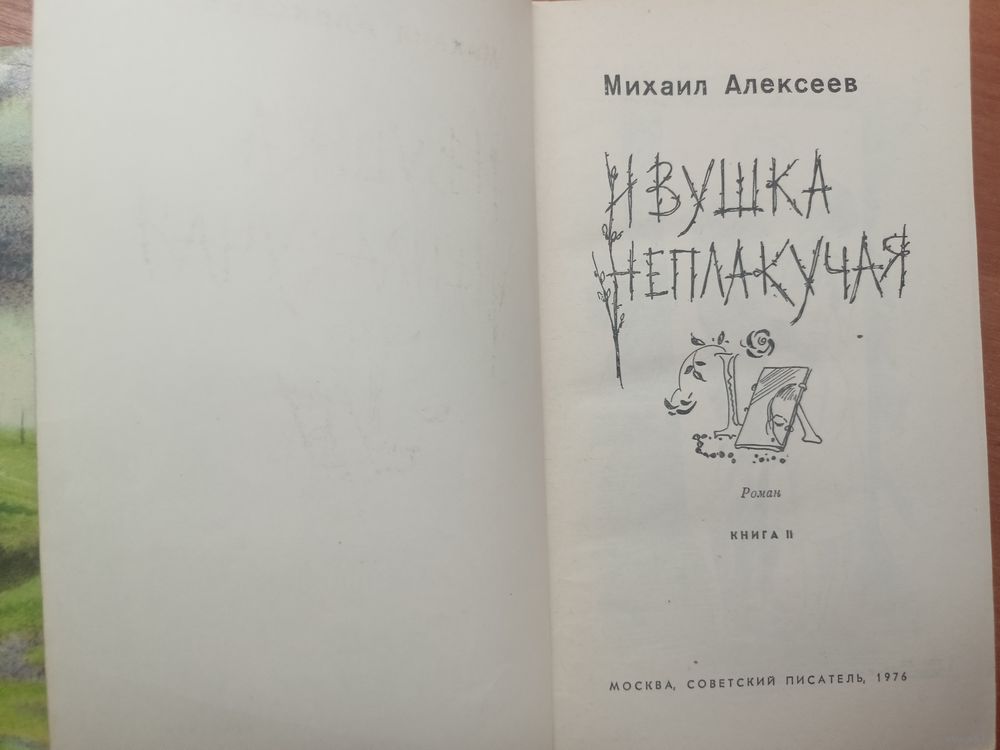 Михаил Алексеев
ИВУШКА
НЕПЛАКУЧАЯ
Роман
КНИГА II
МОСКВА, СОВЕТСКИЙ ПИСАТЕЛЬ, 1976